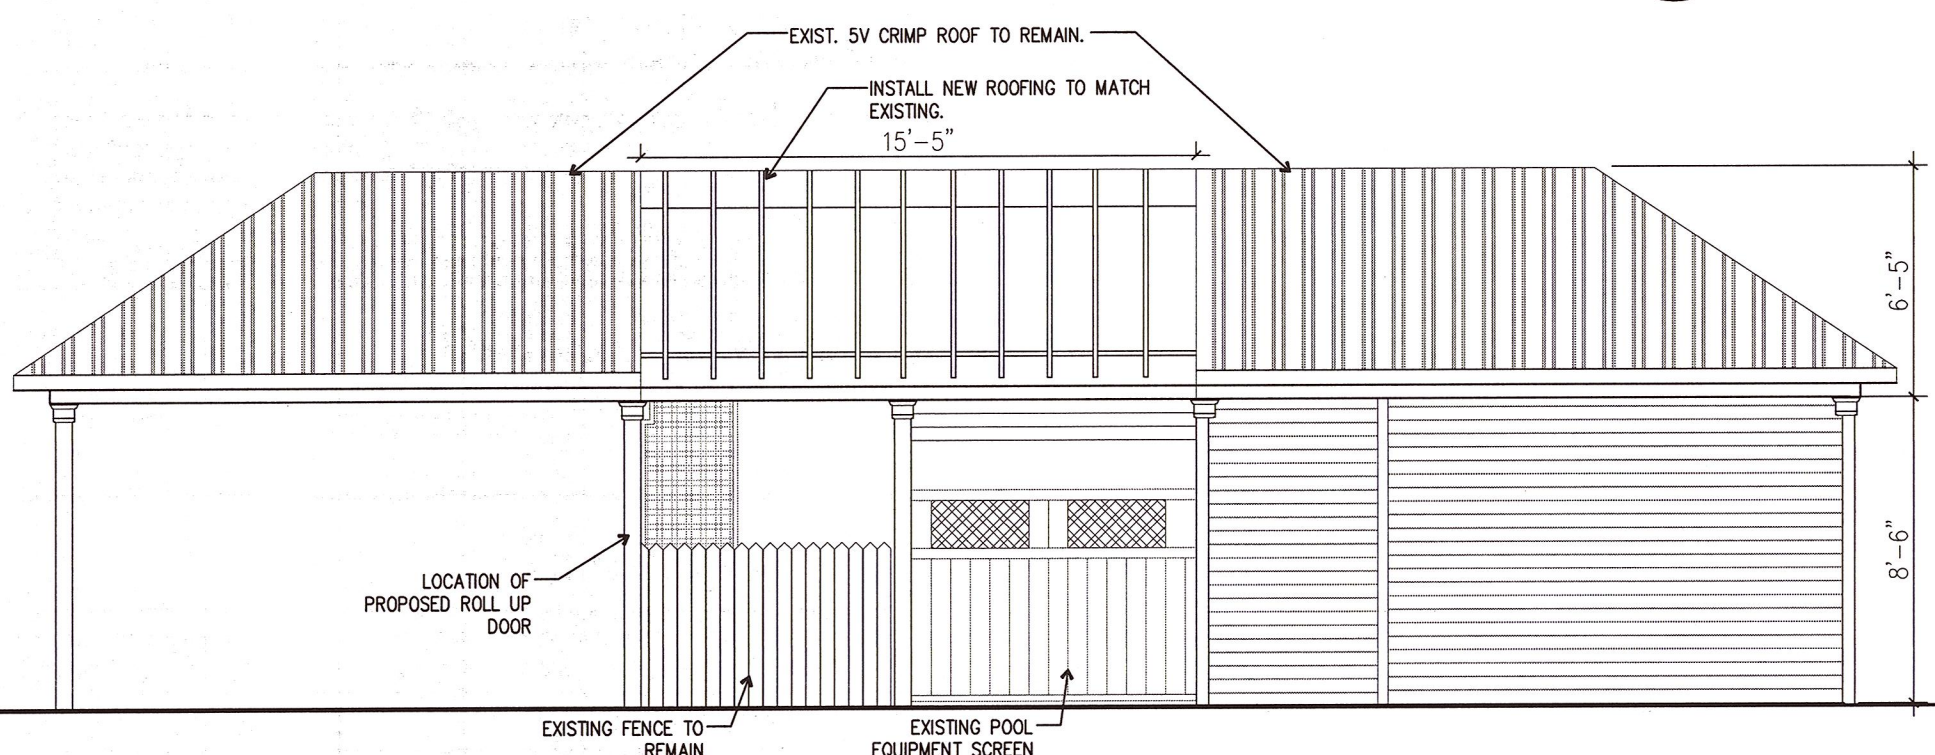 EXIST. 5V CRIMP ROOF TO REMAIN.
INSTALL NEW ROOFING TO MATCH
EXISTING.
15'-5"
6'-5"
8'-6"
LOCATION OF
PROPOSED ROLL UP
DOOR
EXISTING FENCE TO
REMAIN
EXISTING POOL
EQUIPMENT SCREEN